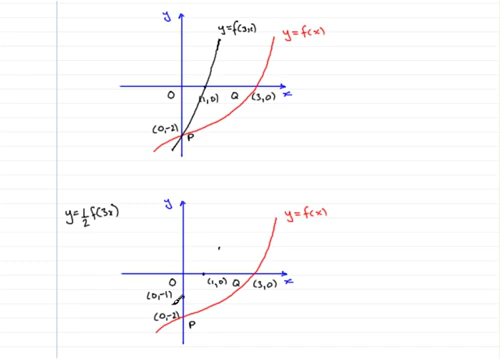 y
y=f(3x)
y=f(x)
O
(1,0)
Q
(3,0)
x
(0,-2)
P
y=1/2 f(3x)
y
y=f(x)
O
(1,0)
Q
(3,0)
x
(0,-1)
(0,-2)
P